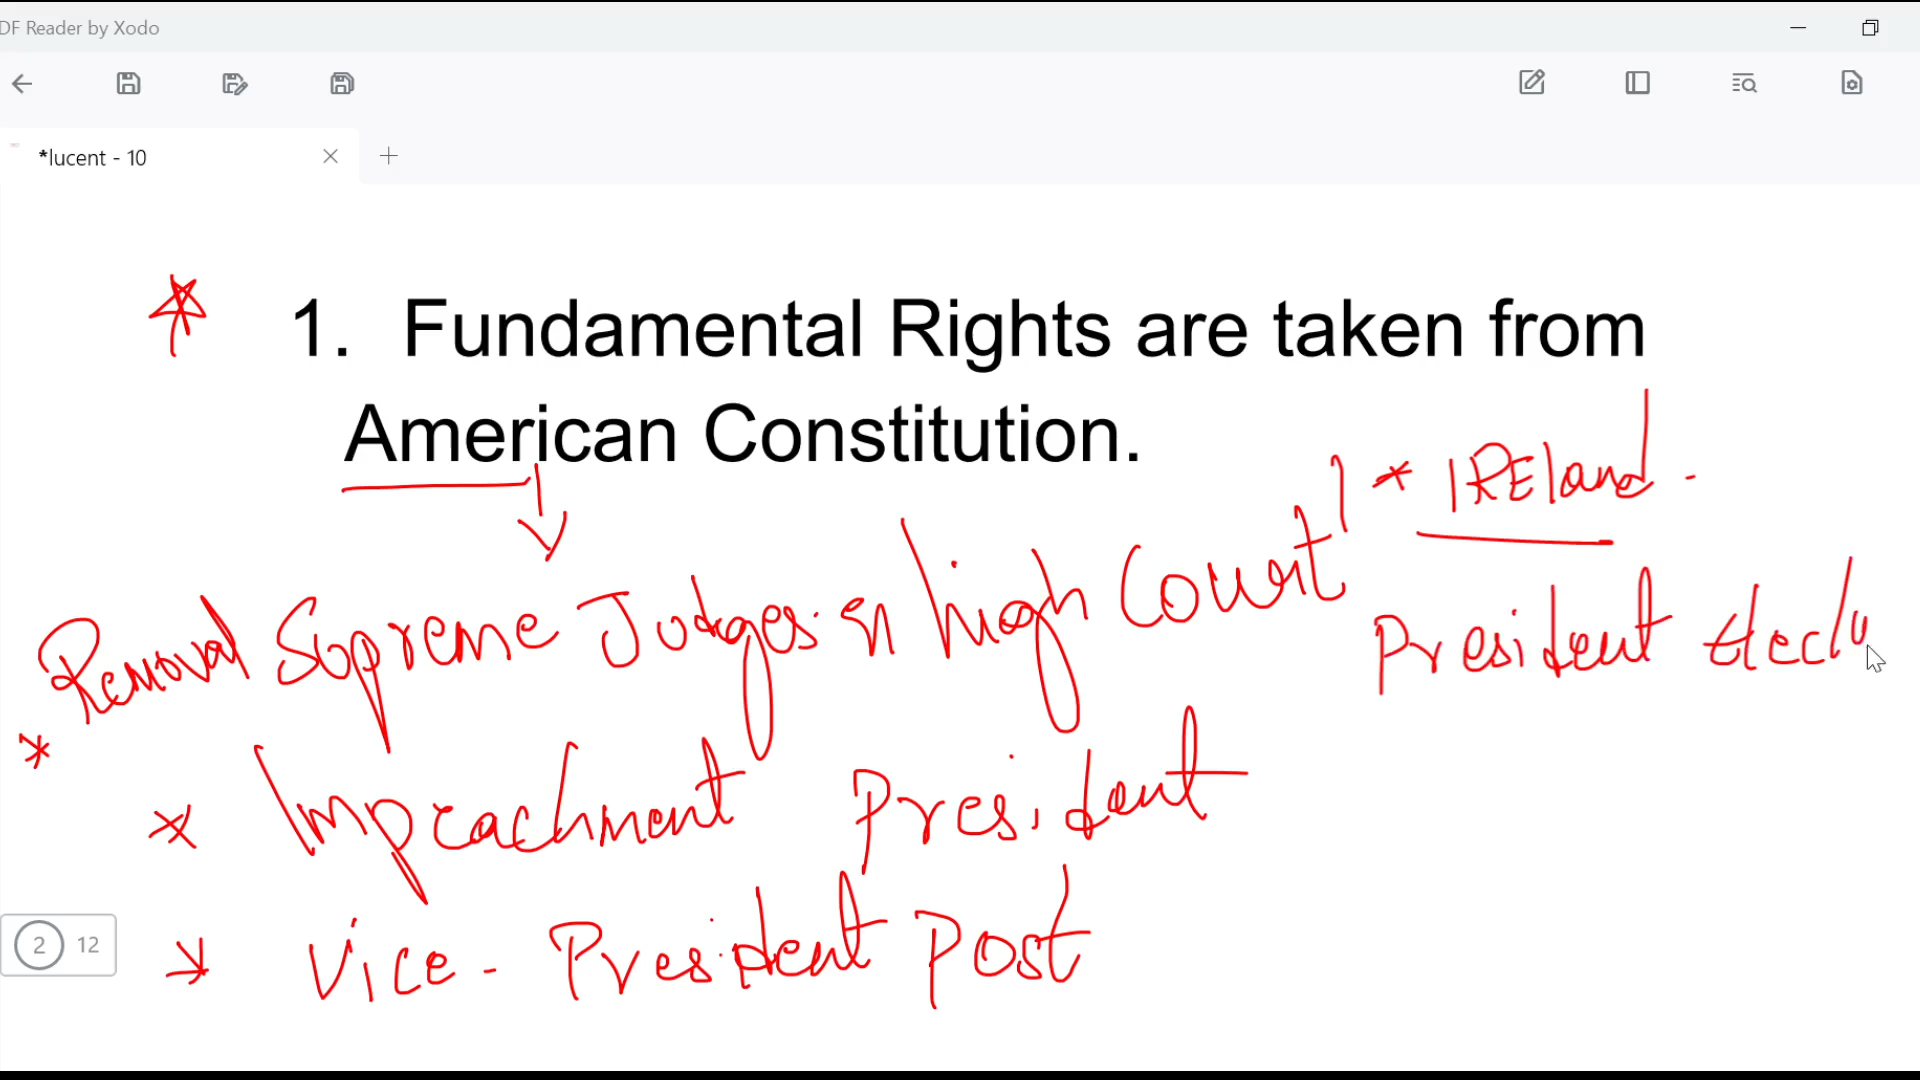 DF Reader by Xodo
*lucent - 10
1. Fundamental Rights are taken from
American Constitution.
* IREland -
Removal Supreme Judges high Court
President
* Impeachment President
* Vice - President Post
2 12